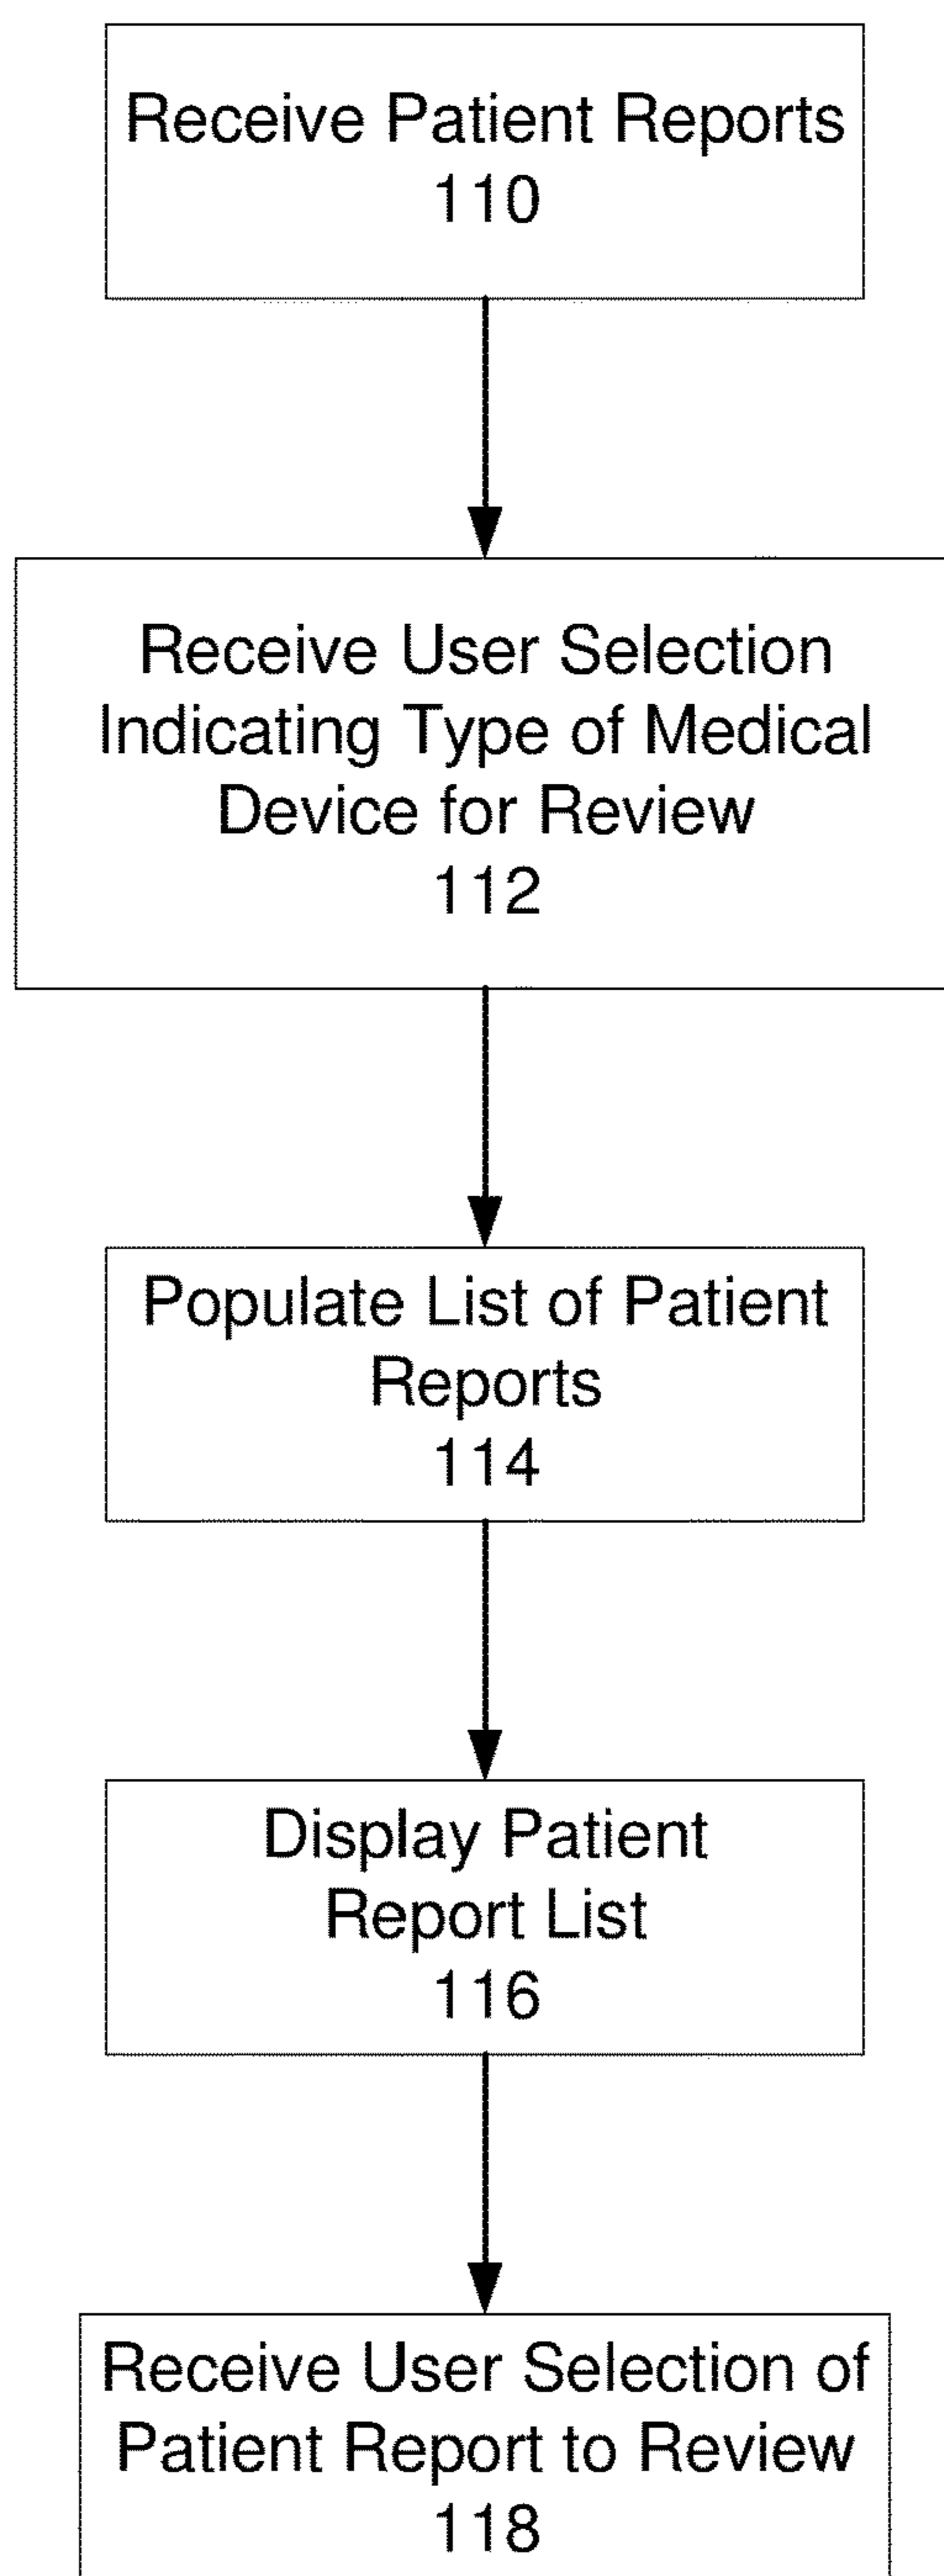 Receive Patient Reports
110
Receive User Selection
Indicating Type of Medical
Device for Review
112
Populate List of Patient
Reports
114
Display Patient
Report List
116
Receive User Selection of
Patient Report to Review
118